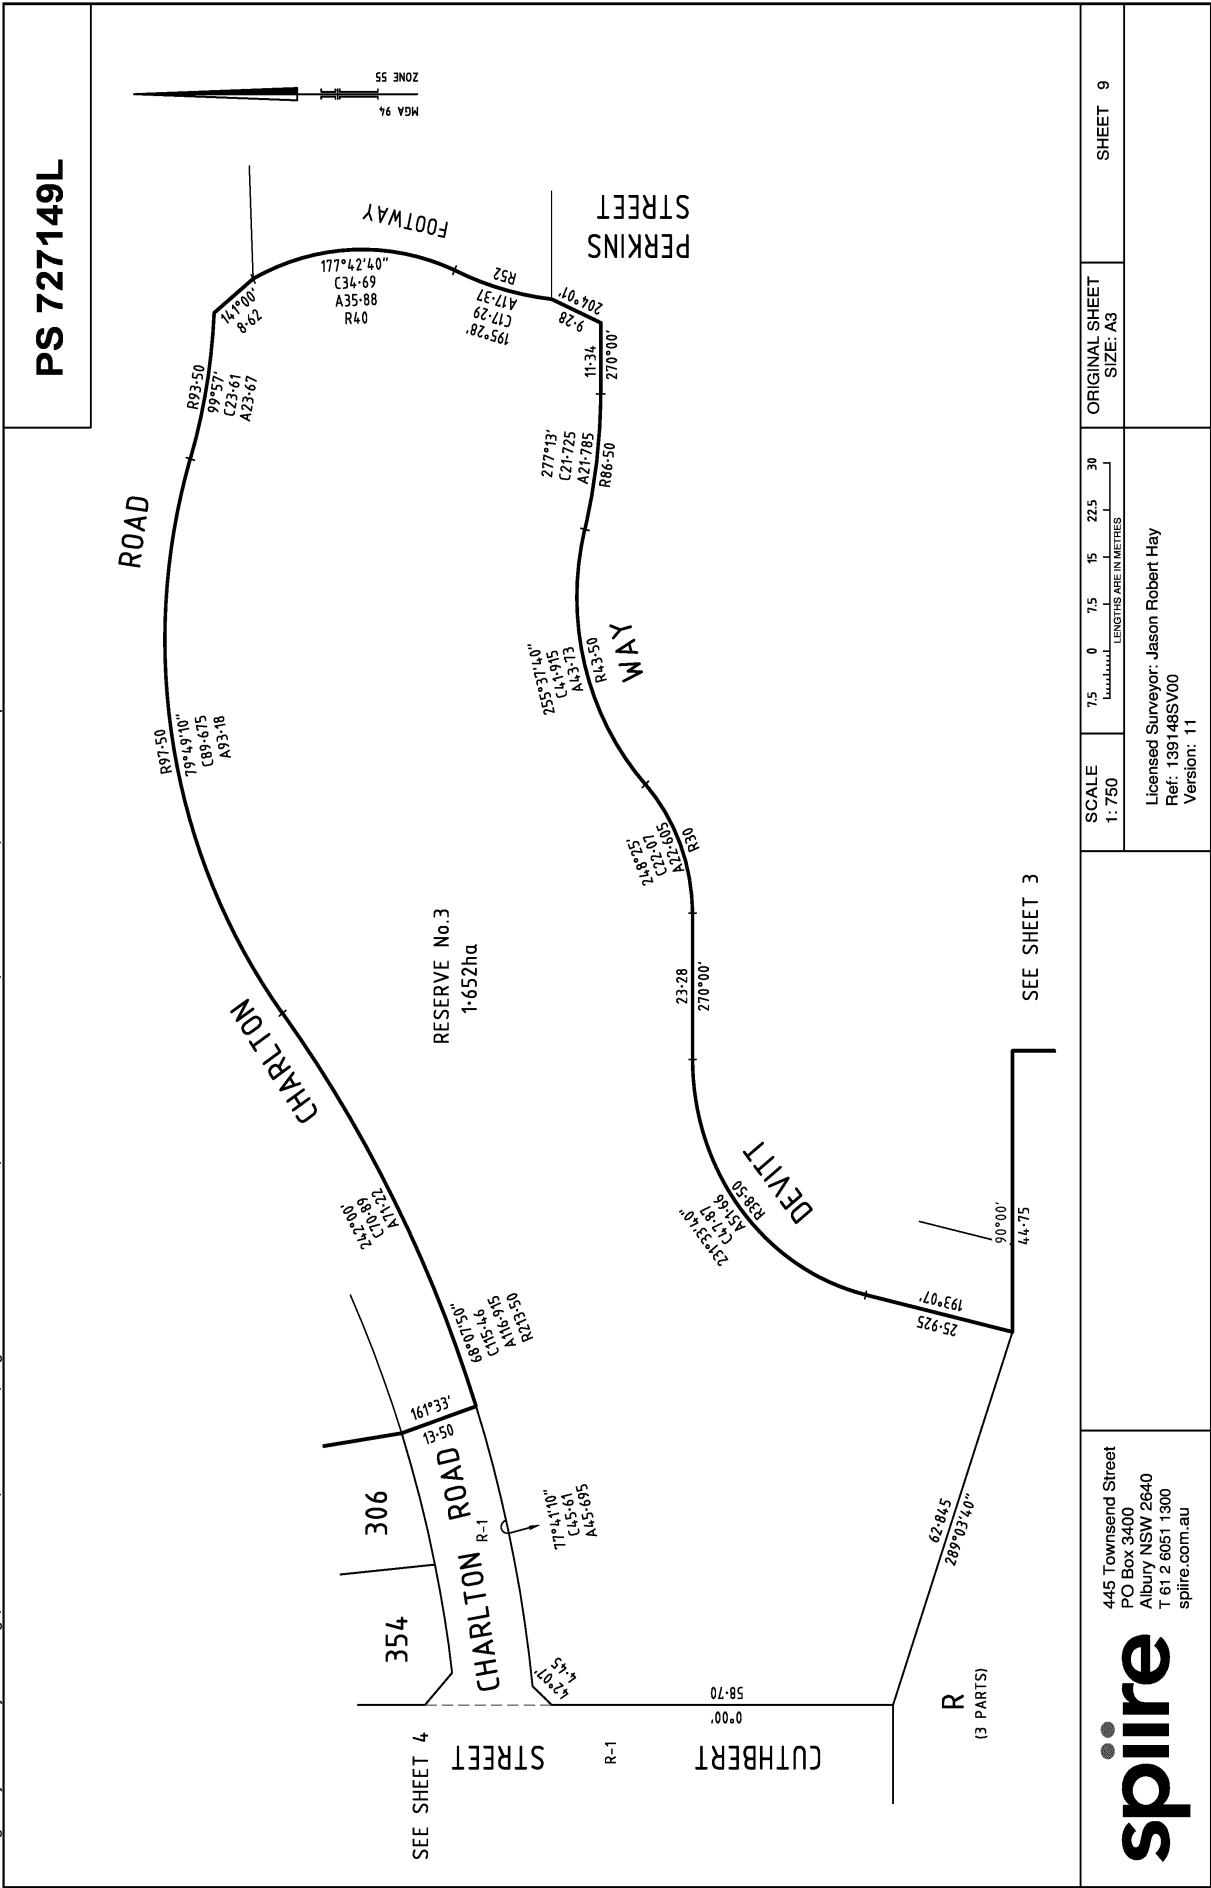 PS 727149L
MGA 94
ZONE 55
ROAD
R93·50
99°57'
C23·61
A23·67
141°00'
8·62
FOOTWAY
177°42'40"
C34·69
A35·88
R40
R52
A17·37
C17·29
195°28'
PERKINS
STREET
204°01'
9·28
11·34
270°00'
277°13'
C21·725
A21·785
R86·50
R97·50
79°49'10"
C89·675
A93·18
WAY
255°37'40"
C41·915
A43·73
R43·50
248°25'
C22·07
A22·605
R30
RESERVE No.3
1·652ha
CHARLTON
23·28
270°00'
242°00'
C70·89
A71·22
DEVITT
231°33'40"
C47·87
A51·66
R38·50
68°07'50"
C115·46
A116·915
R213·50
193°07'
25·925
90°00'
44·75
SEE SHEET 3
161°33'
13·50
306
354
CHARLTON ROAD
R-1
77°41'10"
C45·61
A45·695
42°07'
4·45
62·845
289°03'40"
0°00'
58·70
SEE SHEET 4
CUTHBERT
STREET
R-1
R
(3 PARTS)
spiire
445 Townsend Street
PO Box 3400
Albury NSW 2640
T 61 2 6051 1300
spiire.com.au
SCALE
1: 750
7.5 0 7.5 15 22.5 30
LENGTHS ARE IN METRES
ORIGINAL SHEET
SIZE: A3
SHEET 9
Licensed Surveyor: Jason Robert Hay
Ref: 139148SV00
Version: 11